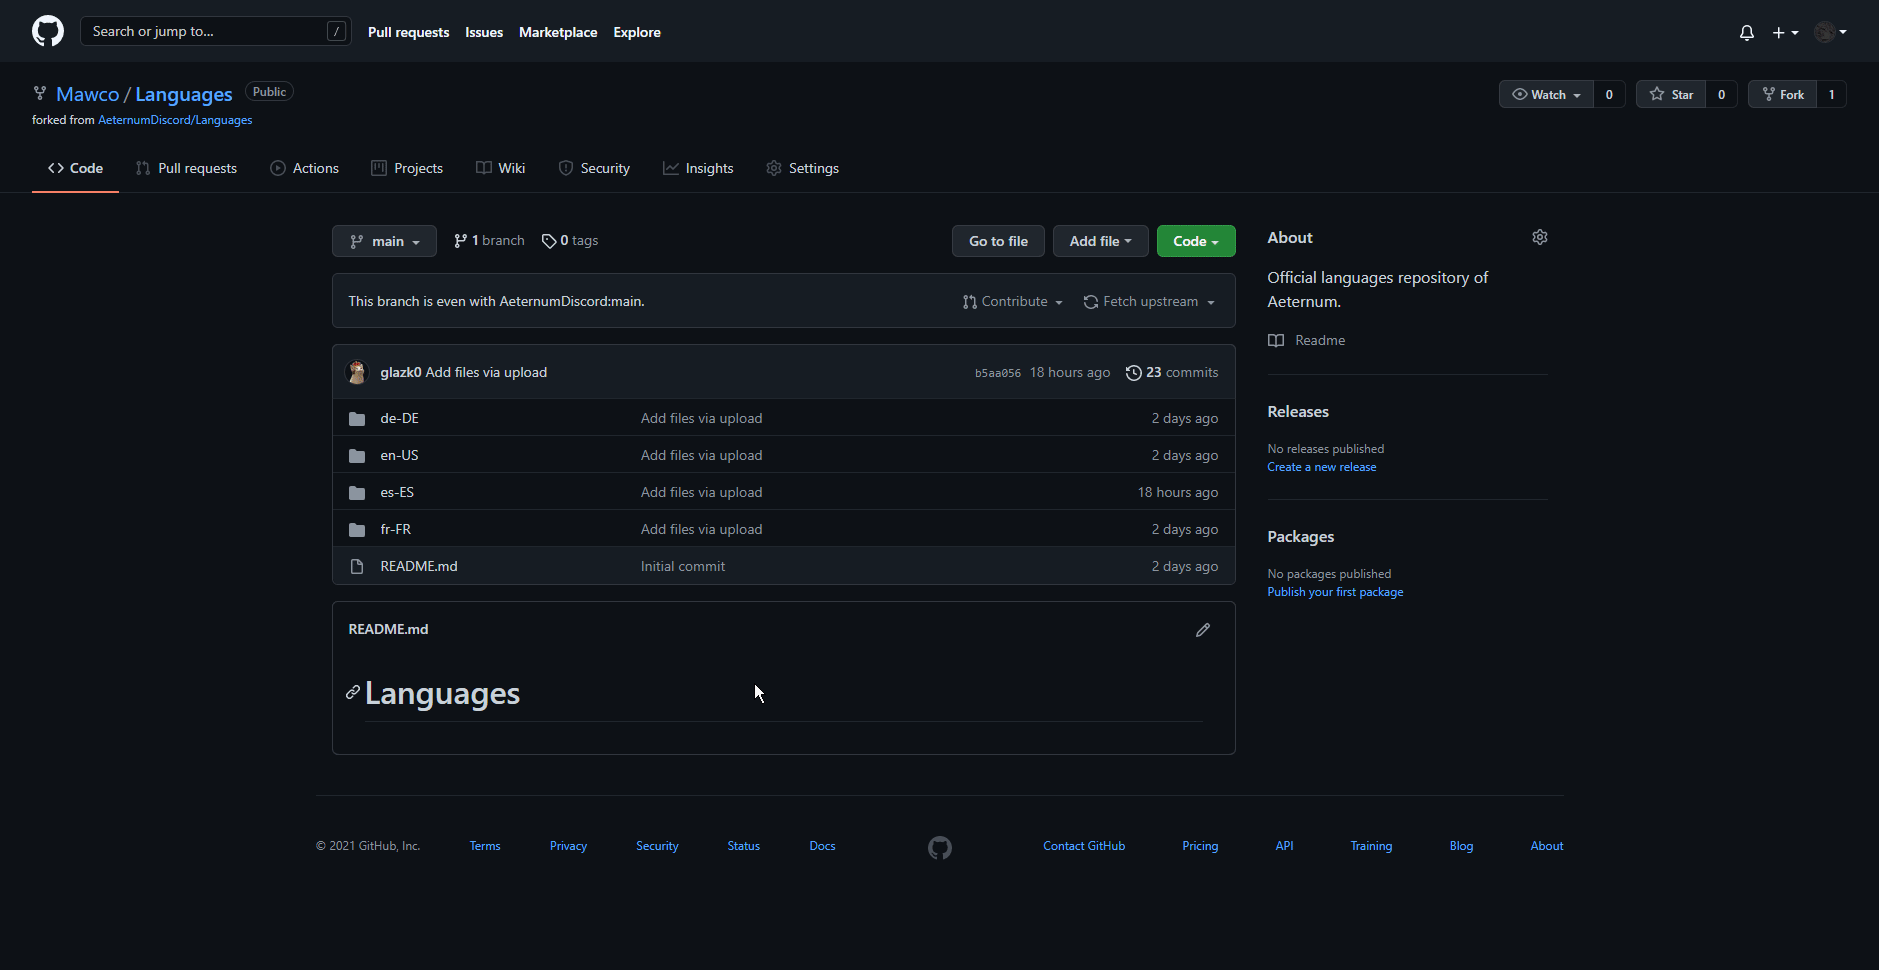 Search or jump to... /
Pull requests Issues Marketplace Explore
Mawco / Languages Public
Watch 0 Star 0 Fork 1
forked from AeternumDiscord/Languages
Code Pull requests Actions Projects Wiki Security Insights Settings
main 1 branch 0 tags Go to file Add file Code
This branch is even with AeternumDiscord:main. Contribute Fetch upstream
glazk0 Add files via upload b5aa056 18 hours ago 23 commits
de-DE Add files via upload 2 days ago
en-US Add files via upload 2 days ago
es-ES Add files via upload 18 hours ago
fr-FR Add files via upload 2 days ago
README.md Initial commit 2 days ago
README.md
Languages
About
Official languages repository of
Aeternum.
Readme
Releases
No releases published
Create a new release
Packages
No packages published
Publish your first package
© 2021 GitHub, Inc. Terms Privacy Security Status Docs Contact GitHub Pricing API Training Blog About